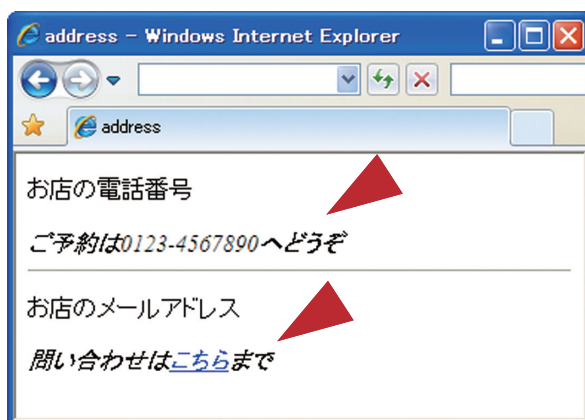 address - Windows Internet Explorer
address
お店の電話番号
ご予約は0123-4567890へどうぞ
お店のメールアドレス
問い合わせはこちらまで